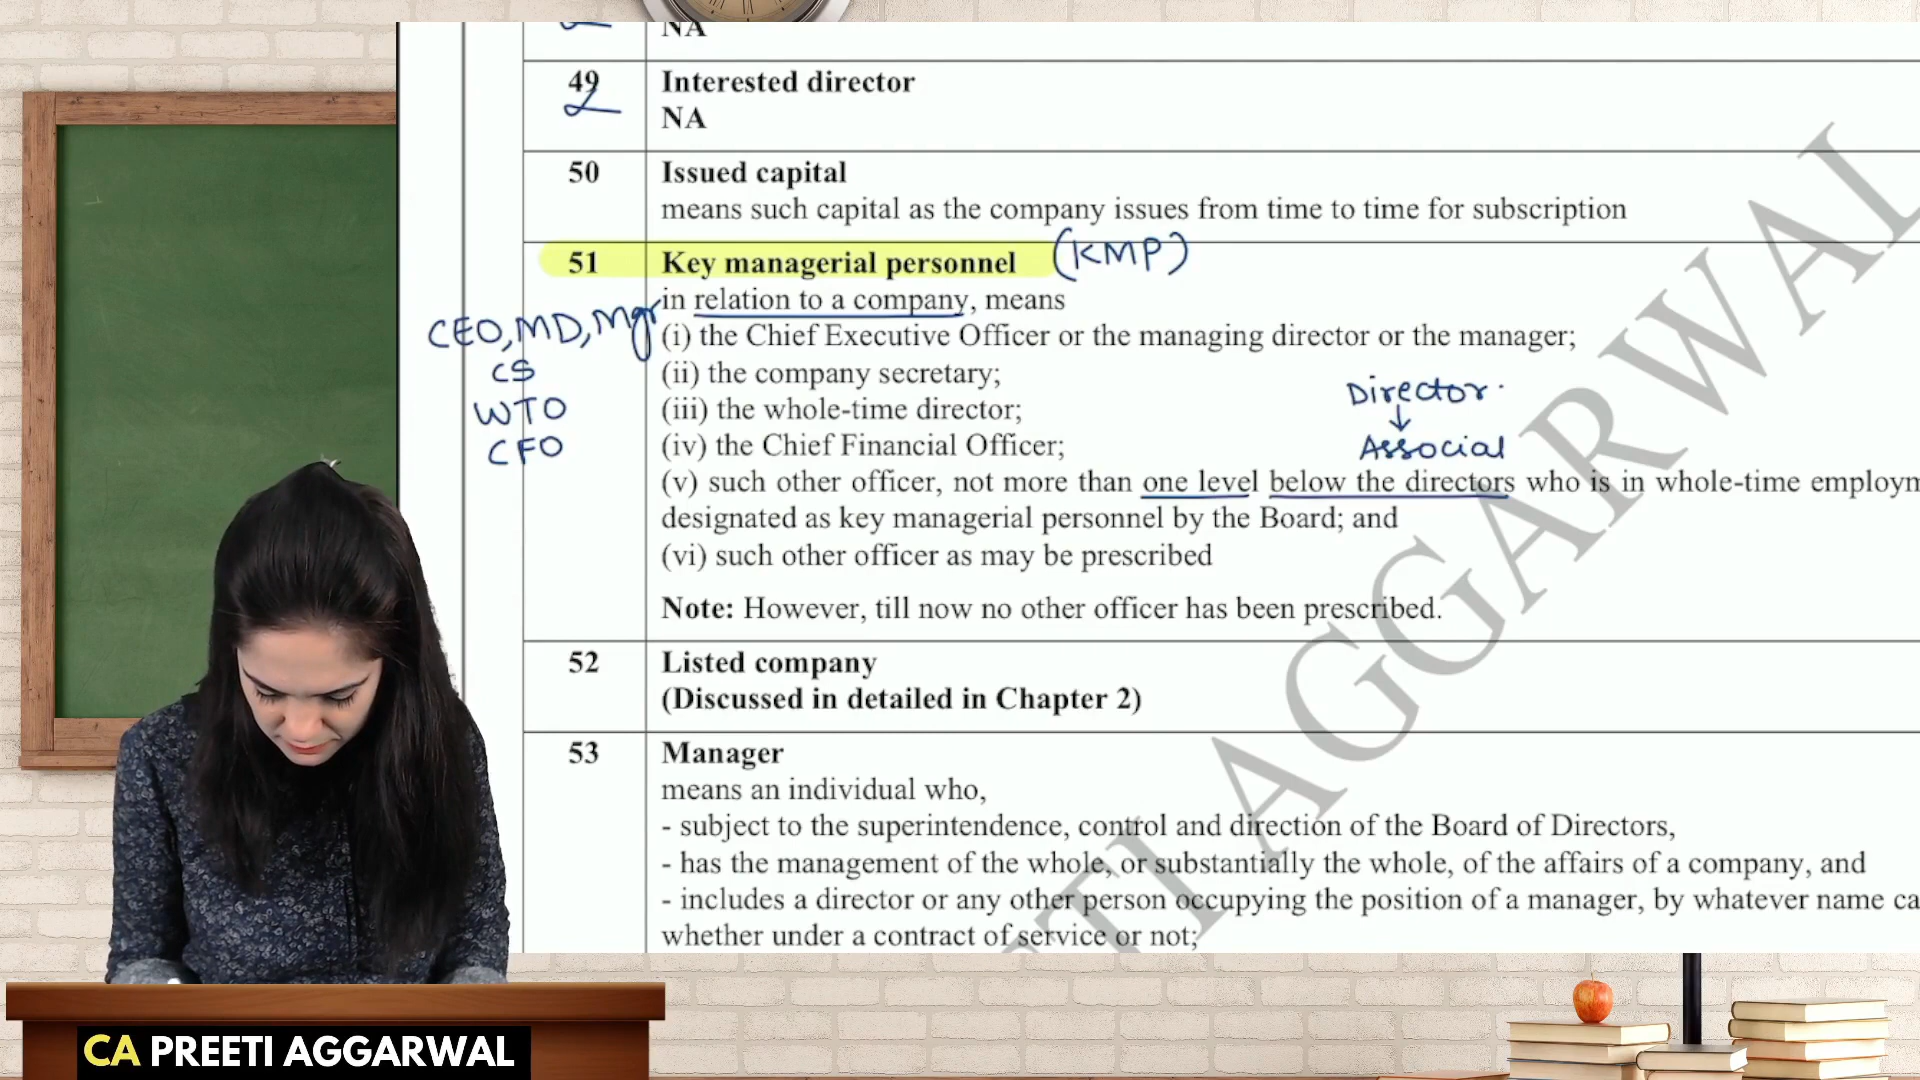 NA
49
Interested director
NA
50
Issued capital
means such capital as the company issues from time to time for subscription
51
Key managerial personnel (KMP)
in relation to a company, means
CEO, MD, Mgr
(i) the Chief Executive Officer or the managing director or the manager;
CS
(ii) the company secretary;
Director
WTD
(iii) the whole-time director;
CFO
(iv) the Chief Financial Officer;
Associal
(v) such other officer, not more than one level below the directors who is in whole-time employm
designated as key managerial personnel by the Board; and
(vi) such other officer as may be prescribed
Note: However, till now no other officer has been prescribed.
52
Listed company
(Discussed in detailed in Chapter 2)
53
Manager
means an individual who,
- subject to the superintendence, control and direction of the Board of Directors,
- has the management of the whole, or substantially the whole, of the affairs of a company, and
- includes a director or any other person occupying the position of a manager, by whatever name ca
whether under a contract of service or not;
TI AGGARWAL
CA PREETI AGGARWAL